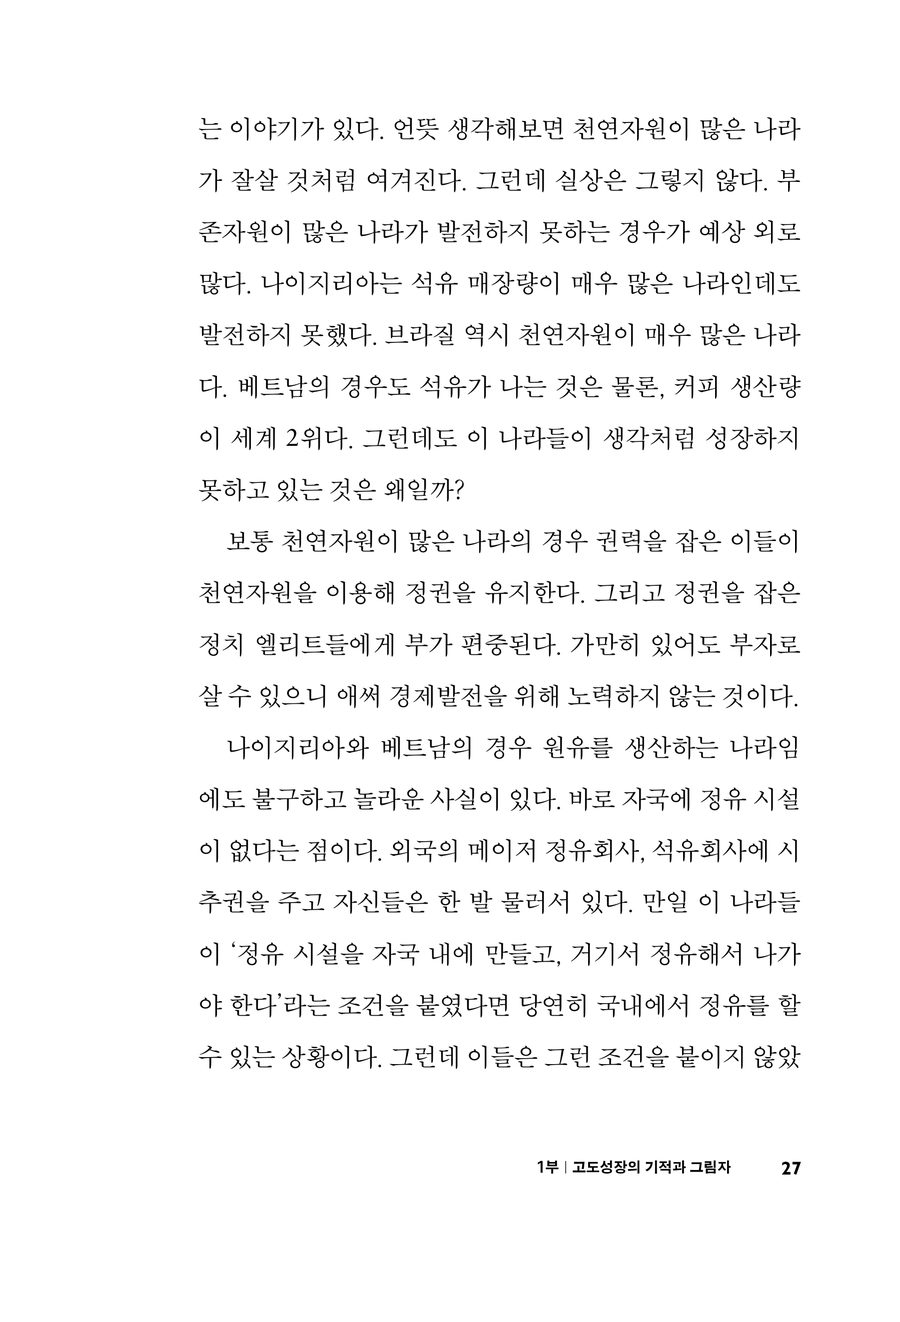 는 이야기가 있다. 언뜻 생각해보면 천연자원이 많은 나라
가 잘살 것처럼 여겨진다. 그런데 실상은 그렇지 않다. 부
존자원이 많은 나라가 발전하지 못하는 경우가 예상 외로
많다. 나이지리아는 석유 매장량이 매우 많은 나라인데도
발전하지 못했다. 브라질 역시 천연자원이 매우 많은 나라
다. 베트남의 경우도 석유가 나는 것은 물론, 커피 생산량
이 세계 2위다. 그런데도 이 나라들이 생각처럼 성장하지
못하고 있는 것은 왜일까?
보통 천연자원이 많은 나라의 경우 권력을 잡은 이들이
천연자원을 이용해 정권을 유지한다. 그리고 정권을 잡은
정치 엘리트들에게 부가 편중된다. 가만히 있어도 부자로
살 수 있으니 애써 경제발전을 위해 노력하지 않는 것이다.
나이지리아와 베트남의 경우 원유를 생산하는 나라임
에도 불구하고 놀라운 사실이 있다. 바로 자국에 정유 시설
이 없다는 점이다. 외국의 메이저 정유회사, 석유회사에 시
추권을 주고 자신들은 한 발 물러서 있다. 만일 이 나라들
이 ‘정유 시설을 자국 내에 만들고, 거기서 정유해서 나가
야 한다’라는 조건을 붙였다면 당연히 국내에서 정유를 할
수 있는 상황이다. 그런데 이들은 그런 조건을 붙이지 않았
1부 | 고도성장의 기적과 그림자 27